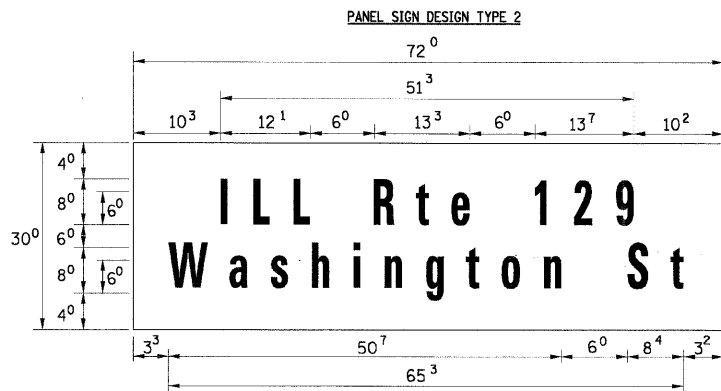 PANEL SIGN DESIGN TYPE 2
72⁰
51³
10³ 12¹ 6⁰ 13³ 6⁰ 13⁷ 10²
4⁰
8⁰ 6⁰
30⁰ 6⁰
8⁰ 6⁰
4⁰
ILL Rte 129
Washington St
3³ 50⁷ 6⁰ 8⁴ 3²
65³